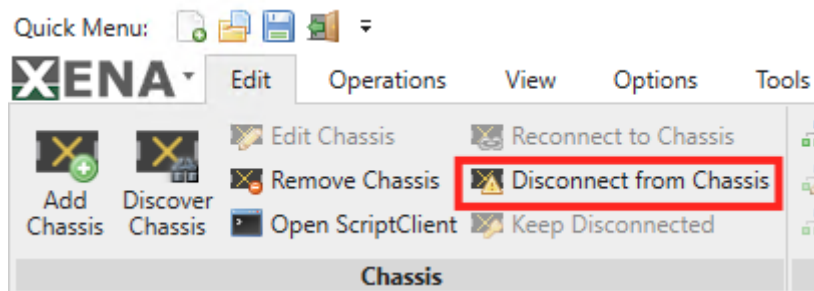 Quick Menu:
XENA Edit Operations View Options Tools
Add Chassis
Discover Chassis
Edit Chassis
Remove Chassis
Open ScriptClient
Reconnect to Chassis
Disconnect from Chassis
Keep Disconnected
Chassis